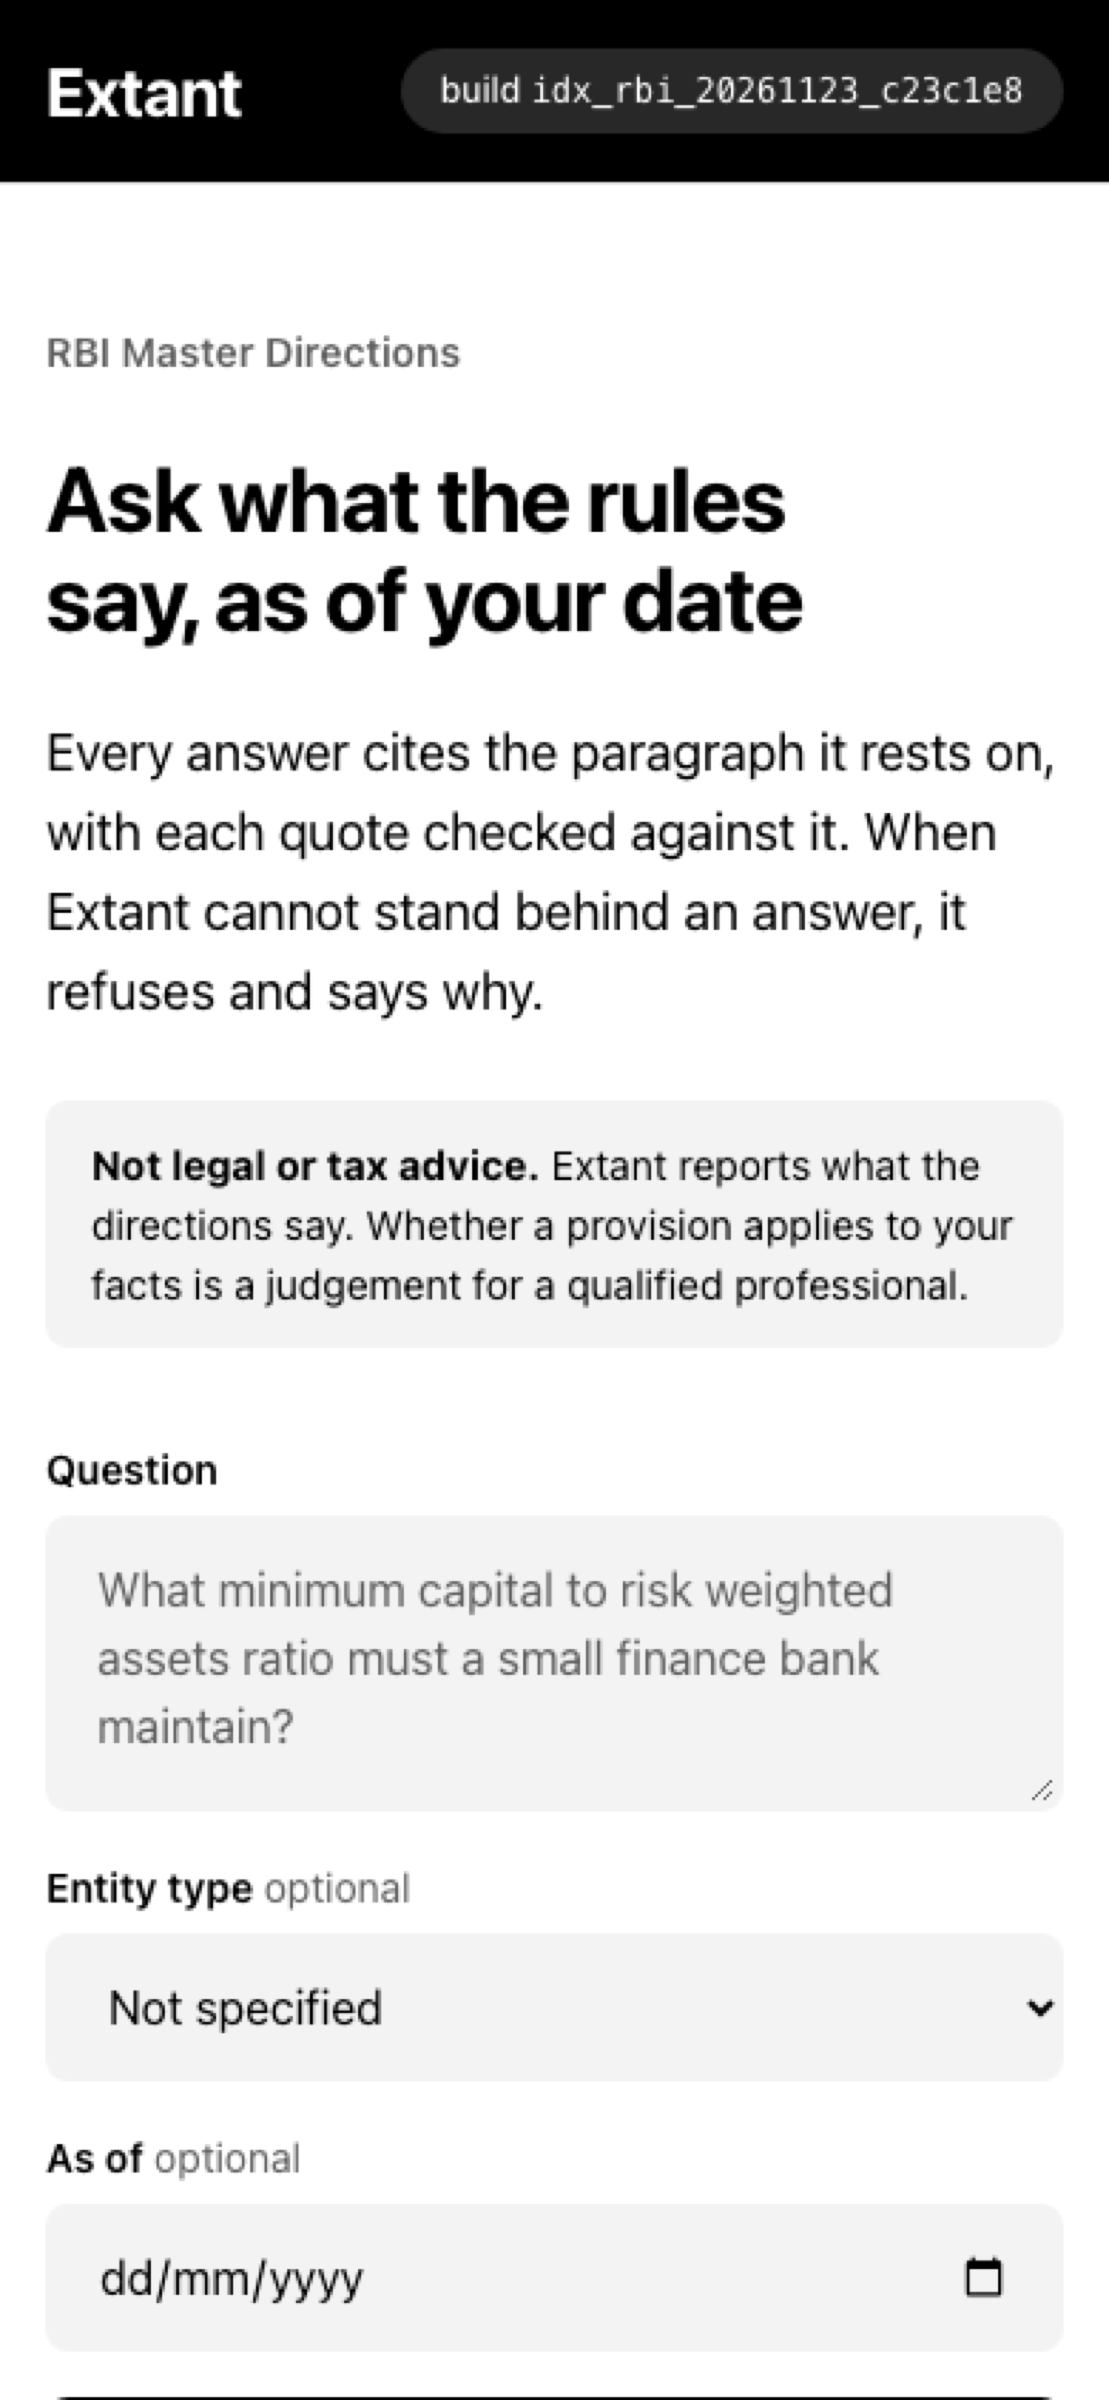 Extant
build idx_rbi_20261123_c23c1e8
RBI Master Directions
Ask what the rules
say, as of your date
Every answer cites the paragraph it rests on,
with each quote checked against it. When
Extant cannot stand behind an answer, it
refuses and says why.
Not legal or tax advice. Extant reports what the
directions say. Whether a provision applies to your
facts is a judgement for a qualified professional.
Question
What minimum capital to risk weighted
assets ratio must a small finance bank
maintain?
Entity type optional
Not specified
As of optional
dd/mm/yyyy